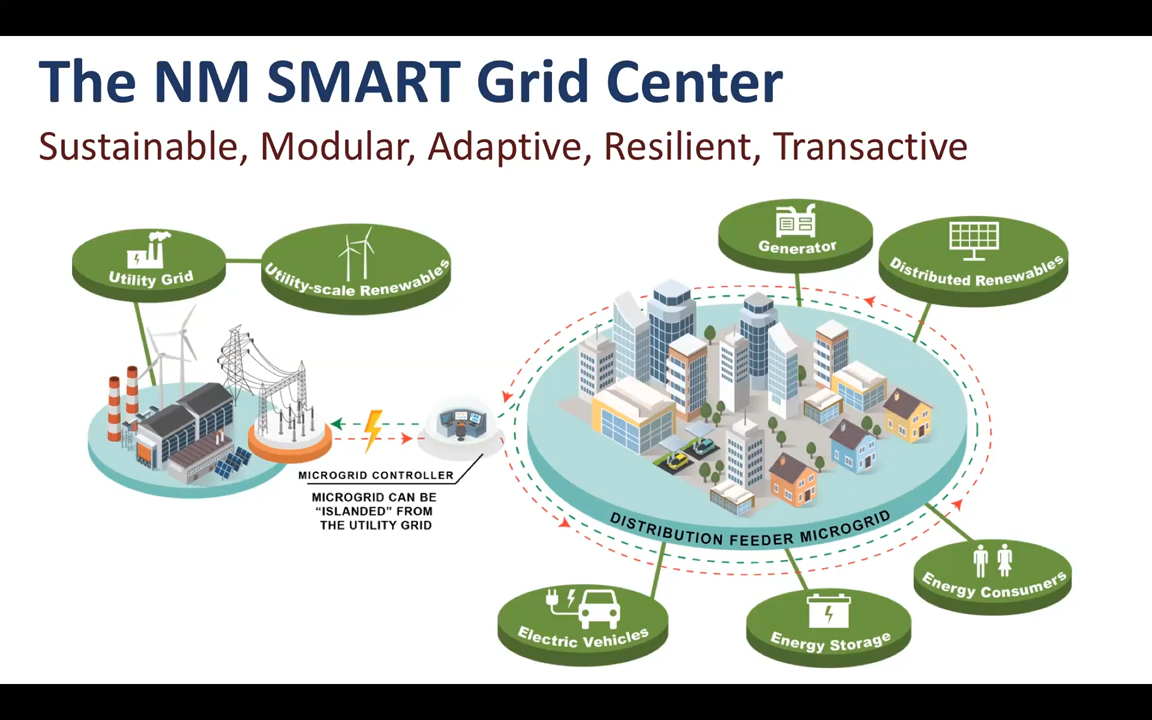 The NM SMART Grid Center
Sustainable, Modular, Adaptive, Resilient, Transactive
Utility Grid
Utility-scale Renewables
Generator
Distributed Renewables
MICROGRID CONTROLLER
MICROGRID CAN BE
“ISLANDED” FROM
THE UTILITY GRID
DISTRIBUTION FEEDER MICROGRID
Electric Vehicles
Energy Storage
Energy Consumers